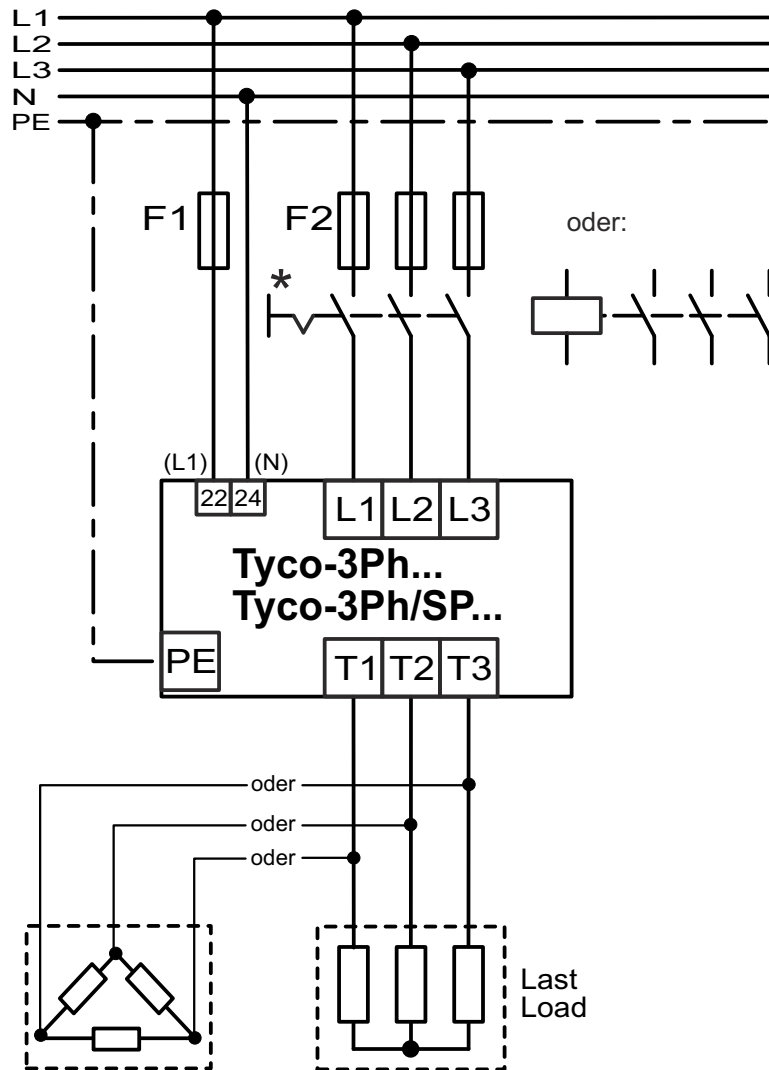 L1
L2
L3
N
PE
F1
F2
oder:
*
(L1)
(N)
22
24
L1
L2
L3
Tyco-3Ph...
Tyco-3Ph/SP...
PE
T1
T2
T3
oder
oder
oder
Last
Load